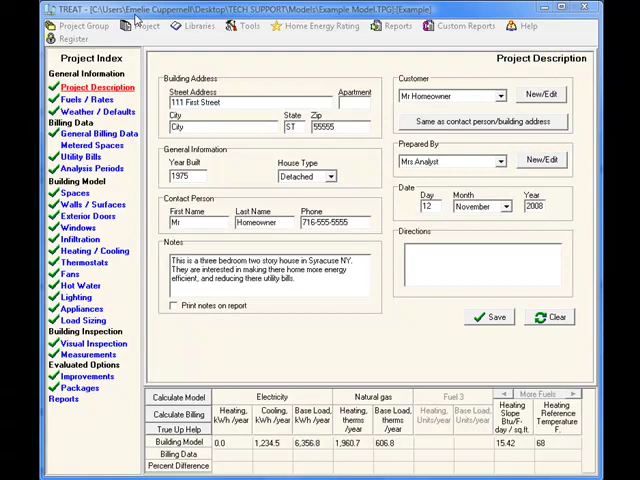 TREAT - [C:\Users\Emelie Cuppernell\Desktop\TECH SUPPORT\Models\Example Model.TPG]:[Example]
Project Group Project Libraries Tools Home Energy Rating Reports Custom Reports Help
Register
Project Index
General Information
Project Description
Fuels / Rates
Weather / Defaults
Billing Data
General Billing Data
Metered Spaces
Utility Bills
Analysis Periods
Building Model
Spaces
Walls / Surfaces
Exterior Doors
Windows
Infiltration
Heating / Cooling
Thermostats
Fans
Hot Water
Lighting
Appliances
Load Sizing
Building Inspection
Visual Inspection
Measurements
Evaluated Options
Improvements
Packages
Reports
Project Description
Building Address
Street Address Apartment
111 First Street
City State Zip
City ST 55555
General Information
Year Built House Type
1975 Detached
Contact Person
First Name Last Name Phone
Mr Homeowner 716-555-5555
Notes
This is a three bedroom two story house in Syracuse NY.
They are interested in making there home more energy
efficient, and reducing there utility bills.
Print notes on report
Customer
Mr Homeowner New/Edit
Same as contact person/building address
Prepared By
Mrs Analyst New/Edit
Date
Day Month Year
12 November 2008
Directions
Save Clear
Calculate Model Electricity Natural gas Fuel 3 More Fuels
Calculate Billing
True Up Help
Heating, kWh /year Cooling, kWh /year Base Load, kWh /year Heating, therms /year Base Load, therms /year Heating, Units/year Base Load, Units/year Heating Slope Btu/F-day / sq.ft. Heating Reference Temperature F.
Building Model 0.0 1,234.5 6,356.8 1,960.7 606.8 15.42 68
Billing Data
Percent Difference